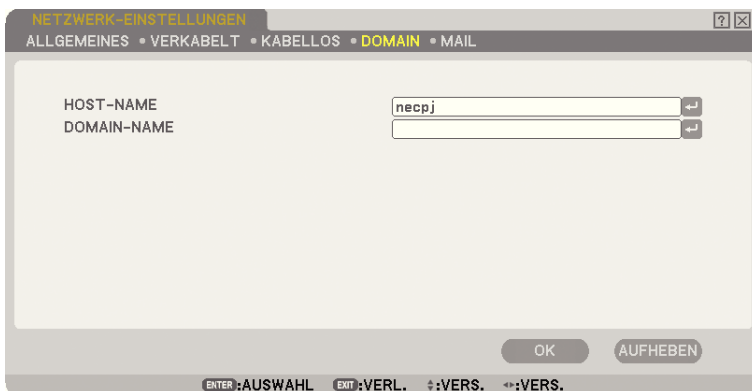 NETZWERK-EINSTELLUNGEN
ALLGEMEINES • VERKABELT • KABELLOS • DOMAIN • MAIL
HOST-NAME necpj
DOMAIN-NAME
OK AUFHEBEN
ENTER:AUSWAHL EXIT:VERL. :VERS. :VERS.